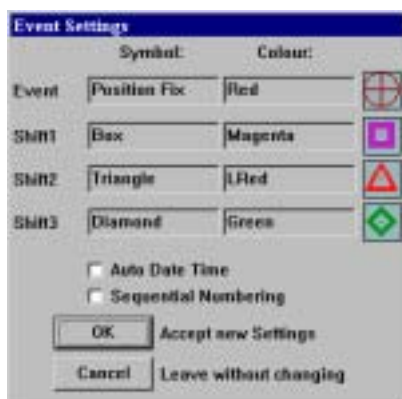 Event Settings
Symbol: Colour:
Event Position Fix Red
Shift1 Box Magenta
Shift2 Triangle LRed
Shift3 Diamond Green
Auto Date Time
Sequential Numbering
OK Accept new Settings
Cancel Leave without changing